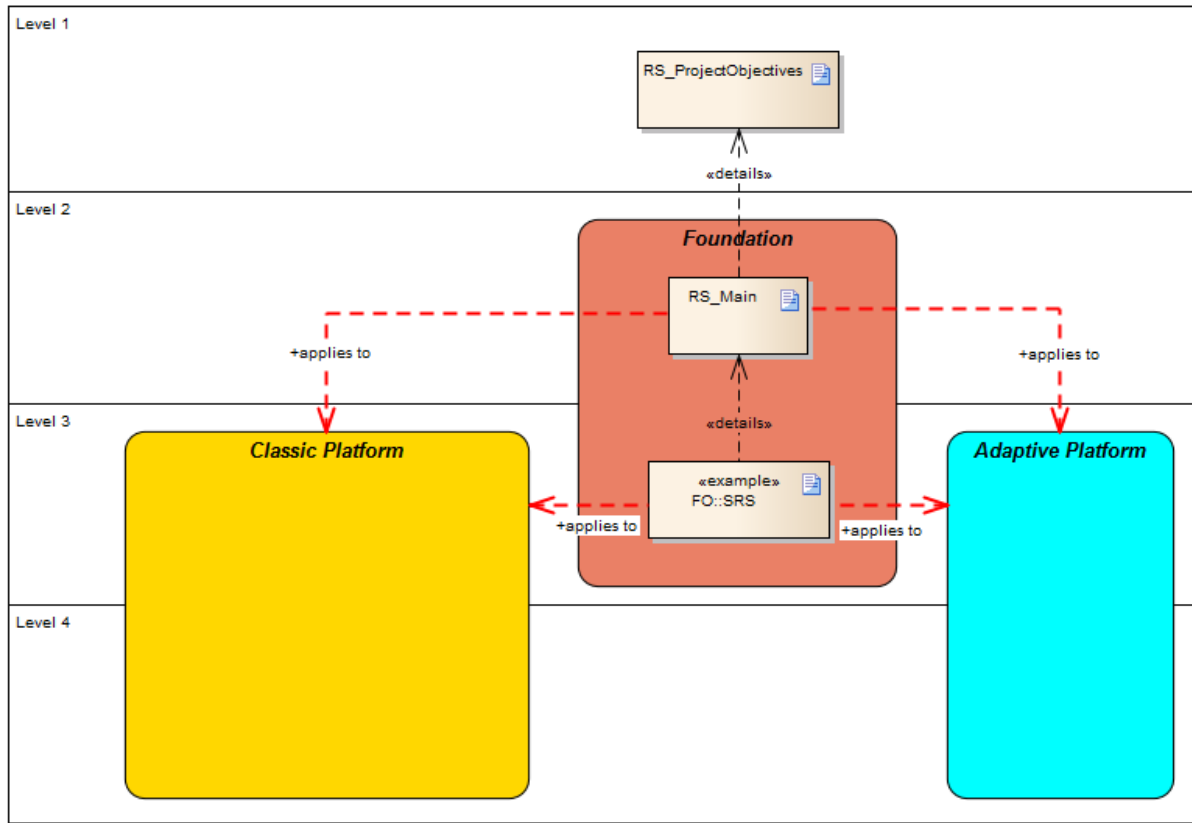 Level 1
RS_ProjectObjectives
«details»
Level 2
Foundation
RS_Main
+applies to
+applies to
Level 3
«details»
Classic Platform
Adaptive Platform
«example»
FO::SRS
+applies to
+applies to
Level 4